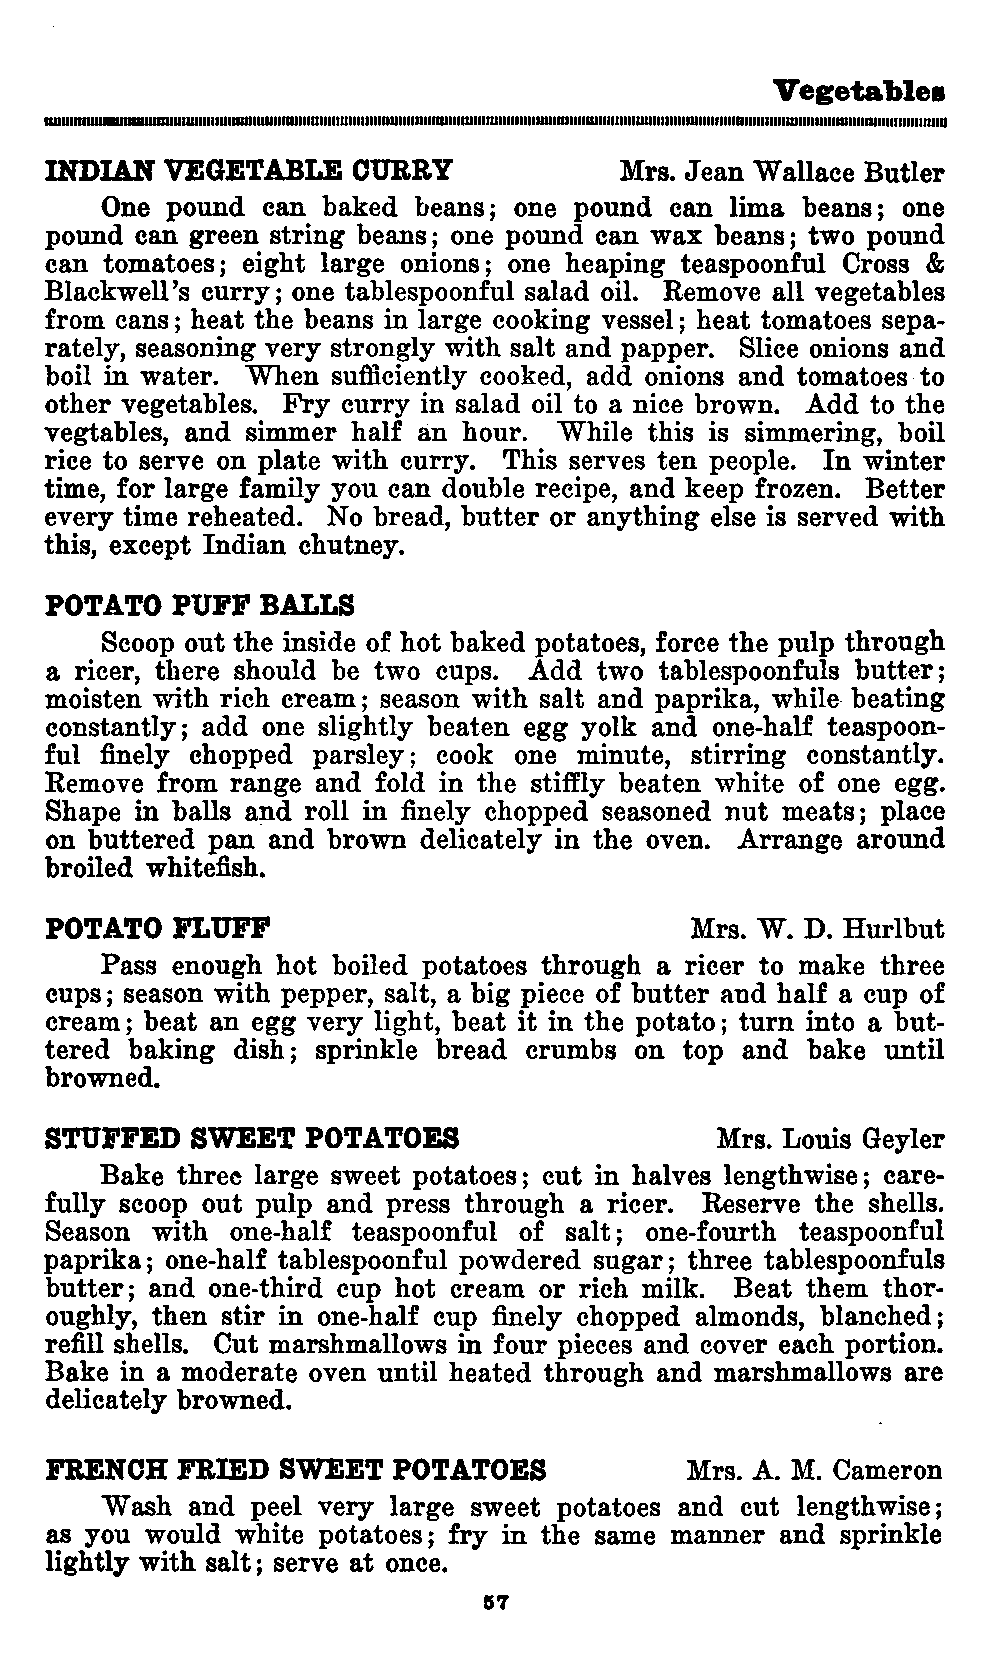 Vegetables
INDIAN VEGETABLE CURRY Mrs. Jean Wallace Butler
One pound can baked beans; one pound can lima beans; one
pound can green string beans; one pound can wax beans; two pound
can tomatoes; eight large onions; one heaping teaspoonful Cross &
Blackwell's curry; one tablespoonful salad oil. Remove all vegetables
from cans; heat the beans in large cooking vessel; heat tomatoes sepa-
rately, seasoning very strongly with salt and papper. Slice onions and
boil in water. When sufficiently cooked, add onions and tomatoes to
other vegetables. Fry curry in salad oil to a nice brown. Add to the
vegtables, and simmer half an hour. While this is simmering, boil
rice to serve on plate with curry. This serves ten people. In winter
time, for large family you can double recipe, and keep frozen. Better
every time reheated. No bread, butter or anything else is served with
this, except Indian chutney.
POTATO PUFF BALLS
Scoop out the inside of hot baked potatoes, force the pulp through
a ricer, there should be two cups. Add two tablespoonfuls butter;
moisten with rich cream; season with salt and paprika, while beating
constantly; add one slightly beaten egg yolk and one-half teaspoon-
ful finely chopped parsley; cook one minute, stirring constantly.
Remove from range and fold in the stiffly beaten white of one egg.
Shape in balls and roll in finely chopped seasoned nut meats; place
on buttered pan and brown delicately in the oven. Arrange around
broiled whitefish.
POTATO FLUFF Mrs. W. D. Hurlbut
Pass enough hot boiled potatoes through a ricer to make three
cups; season with pepper, salt, a big piece of butter and half a cup of
cream; beat an egg very light, beat it in the potato; turn into a but-
tered baking dish; sprinkle bread crumbs on top and bake until
browned.
STUFFED SWEET POTATOES Mrs. Louis Geyler
Bake three large sweet potatoes; cut in halves lengthwise; care-
fully scoop out pulp and press through a ricer. Reserve the shells.
Season with one-half teaspoonful of salt; one-fourth teaspoonful
paprika; one-half tablespoonful powdered sugar; three tablespoonfuls
butter; and one-third cup hot cream or rich milk. Beat them thor-
oughly, then stir in one-half cup finely chopped almonds, blanched;
refill shells. Cut marshmallows in four pieces and cover each portion.
Bake in a moderate oven until heated through and marshmallows are
delicately browned.
FRENCH FRIED SWEET POTATOES Mrs. A. M. Cameron
Wash and peel very large sweet potatoes and cut lengthwise;
as you would white potatoes; fry in the same manner and sprinkle
lightly with salt; serve at once.
57